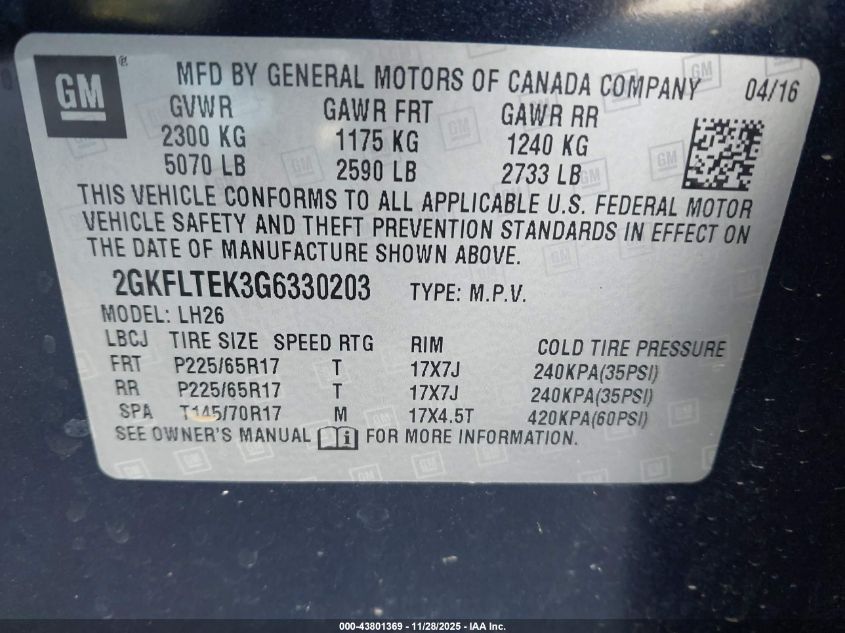 GM ®
MFD BY GENERAL MOTORS OF CANADA COMPANY 04/16
GVWR GAWR FRT GAWR RR
2300 KG 1175 KG 1240 KG
5070 LB 2590 LB 2733 LB
THIS VEHICLE CONFORMS TO ALL APPLICABLE U.S. FEDERAL MOTOR
VEHICLE SAFETY AND THEFT PREVENTION STANDARDS IN EFFECT ON
THE DATE OF MANUFACTURE SHOWN ABOVE.
2GKFLTEK3G6330203 TYPE: M.P.V.
MODEL: LH26
LBCJ TIRE SIZE SPEED RTG RIM COLD TIRE PRESSURE
FRT P225/65R17 T 17X7J 240KPA(35PSI)
RR P225/65R17 T 17X7J 240KPA(35PSI)
SPA T145/70R17 M 17X4.5T 420KPA(60PSI)
SEE OWNER'S MANUAL i FOR MORE INFORMATION.
000-43801369 - 11/28/2025 - IAA Inc.